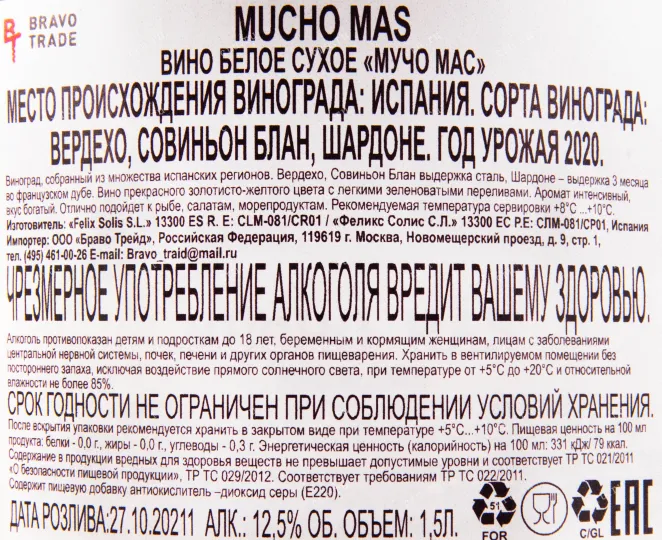 BRAVO
TRADE
MUCHO MAS
ВИНО БЕЛОЕ СУХОЕ «МУЧО МАС»
МЕСТО ПРОИСХОЖДЕНИЯ ВИНОГРАДА: ИСПАНИЯ. СОРТА ВИНОГРАДА:
ВЕРДЕХО, СОВИНЬОН БЛАН, ШАРДОНЕ. ГОД УРОЖАЯ 2020.
Виноград, собранный из множества испанских регионов. Вердехо, Совиньон Блан выдержка сталь, Шардоне – выдержка 3 месяца
во французском дубе. Вино прекрасного золотисто-желтого цвета с легкими зеленоватыми переливами. Аромат интенсивный,
вкус богатый. Отлично подойдет к рыбе, салатам, морепродуктам. Рекомендуемая температура сервировки +8°C ...+10°C.
Изготовитель: «Felix Solis S.L.» 13300 ES R. E: CLM-081/CR01 / «Феликс Солис С.Л.» 13300 ЕС Р.Е: СЛМ-081/СР01, Испания
Импортер: ООО «Браво Трейд», Российская Федерация, 119619 г. Москва, Новомещерский проезд, д. 9, стр. 1,
тел. (495) 461-00-26 E-mail: Bravo_traid@mail.ru
ЧРЕЗМЕРНОЕ УПОТРЕБЛЕНИЕ АЛКОГОЛЯ ВРЕДИТ ВАШЕМУ ЗДОРОВЬЮ.
Алкоголь противопоказан детям и подросткам до 18 лет, беременным и кормящим женщинам, лицам с заболеваниями
центральной нервной системы, почек, печени и других органов пищеварения. Хранить в вентилируемом помещении без
постороннего запаха, исключая воздействие прямого солнечного света, при температуре от +5°C до +20°C и относительной
влажности не более 85%.
СРОК ГОДНОСТИ НЕ ОГРАНИЧЕН ПРИ СОБЛЮДЕНИИ УСЛОВИЙ ХРАНЕНИЯ.
После вскрытия упаковки рекомендуется хранить в закрытом виде при температуре +5°C...+10°C. Пищевая ценность на 100 мл
продукта: белки - 0,0 г., жиры - 0,0 г., углеводы - 0,3 г. Энергетическая ценность (калорийность) на 100 мл: 331 кДж/ 79 ккал.
Содержание в продукции вредных для здоровья веществ не превышает допустимые уровни и соответствует ТР ТС 021/2011
«О безопасности пищевой продукции», ТР ТС 029/2012. Соответствует требованиям ТР ТС 022/2011.
Содержит пищевую добавку антиокислитель –диоксид серы (Е220).
ДАТА РОЗЛИВА:27.10.20211 АЛК.: 12,5% ОБ. ОБЪЕМ: 1,5Л.
51
FOR
C/GL
EAC